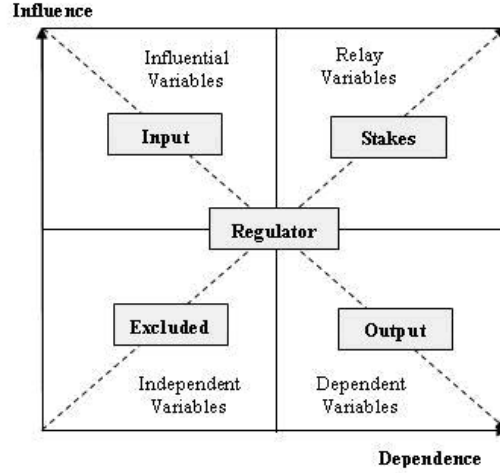 Influence
Influential
Variables
Relay
Variables
Input
Stakes
Regulator
Excluded
Output
Independent
Variables
Dependent
Variables
Dependence